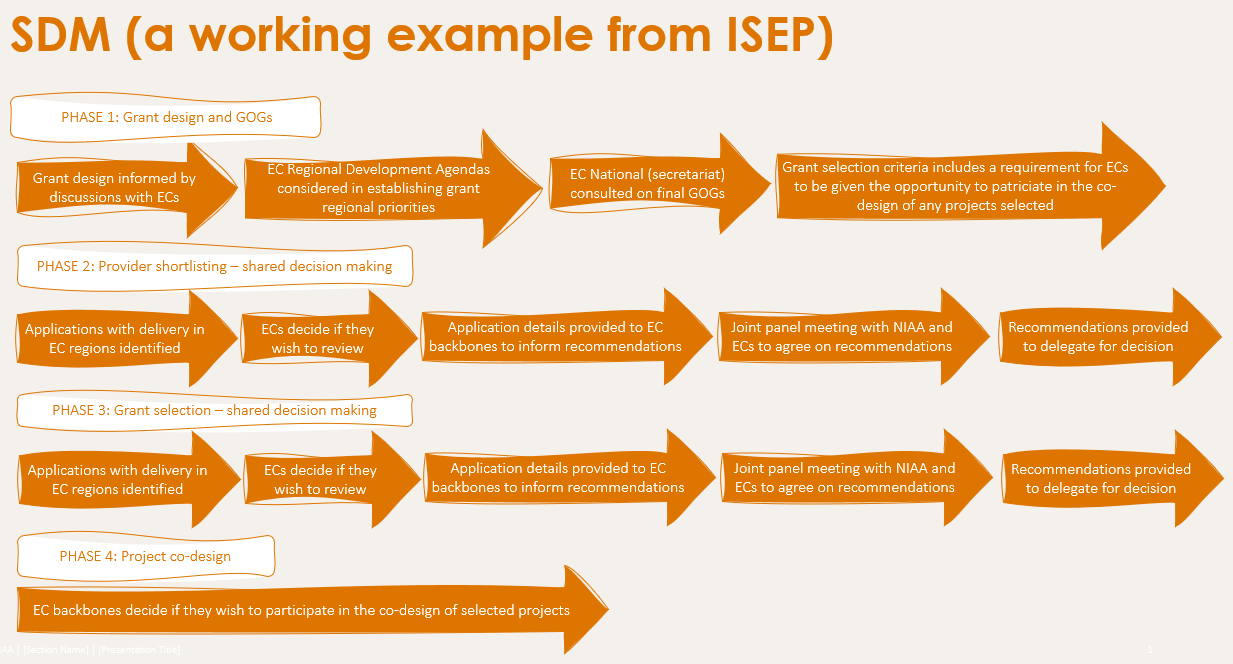 SDM (a working example from ISEP)
PHASE 1: Grant design and GOGs
Grant design informed by
discussions with ECs
EC Regional Development Agendas
considered in establishing grant
regional priorities
EC National (secretariat)
consulted on final GOGs
Grant selection criteria includes a requirement for ECs
to be given the opportunity to patriciate in the co-
design of any projects selected
PHASE 2: Provider shortlisting – shared decision making
Applications with delivery in
EC regions identified
ECs decide if they
wish to review
Application details provided to EC
backbones to inform recommendations
Joint panel meeting with NIAA and
ECs to agree on recommendations
Recommendations provided
to delegate for decision
PHASE 3: Grant selection – shared decision making
Applications with delivery in
EC regions identified
ECs decide if they
wish to review
Application details provided to EC
backbones to inform recommendations
Joint panel meeting with NIAA and
ECs to agree on recommendations
Recommendations provided
to delegate for decision
PHASE 4: Project co-design
EC backbones decide if they wish to participate in the co-design of selected projects
| [Section Name] | [Presentation Title]
1